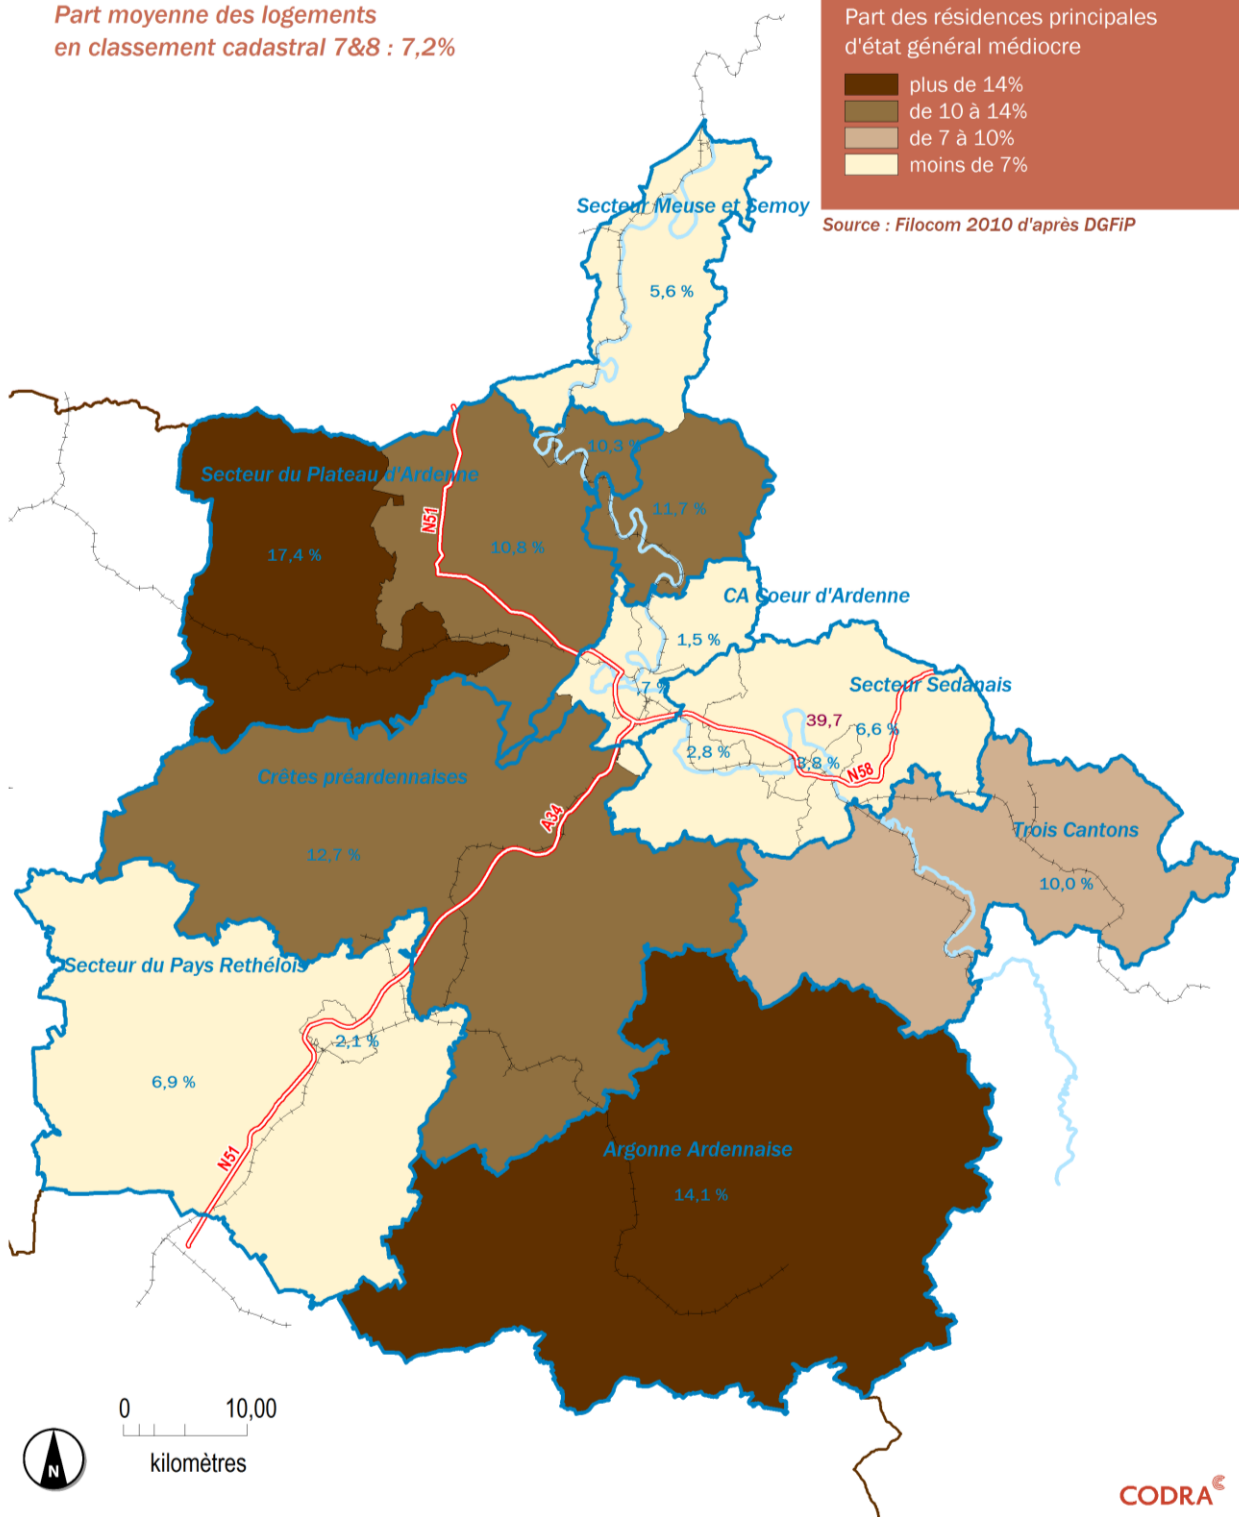 Part moyenne des logements
en classement cadastral 7&8 : 7,2%
Part des résidences principales
d'état général médiocre
plus de 14%
de 10 à 14%
de 7 à 10%
moins de 7%
Source : Filocom 2010 d'après DGFiP
Secteur Meuse et Semoy
5,6 %
10,3 %
Secteur du Plateau d'Ardenne
11,7 %
N51
17,4 %
10,8 %
CA Coeur d'Ardenne
1,5 %
Secteur Sedanais
39,7
6,6 %
2,8 %
3,8 %
N58
Crêtes préardennaises
A34
Trois Cantons
12,7 %
10,0 %
Secteur du Pays Rethélois
2,1 %
6,9 %
N51
Argonne Ardennaise
14,1 %
0 10,00
kilomètres
N
CODRA